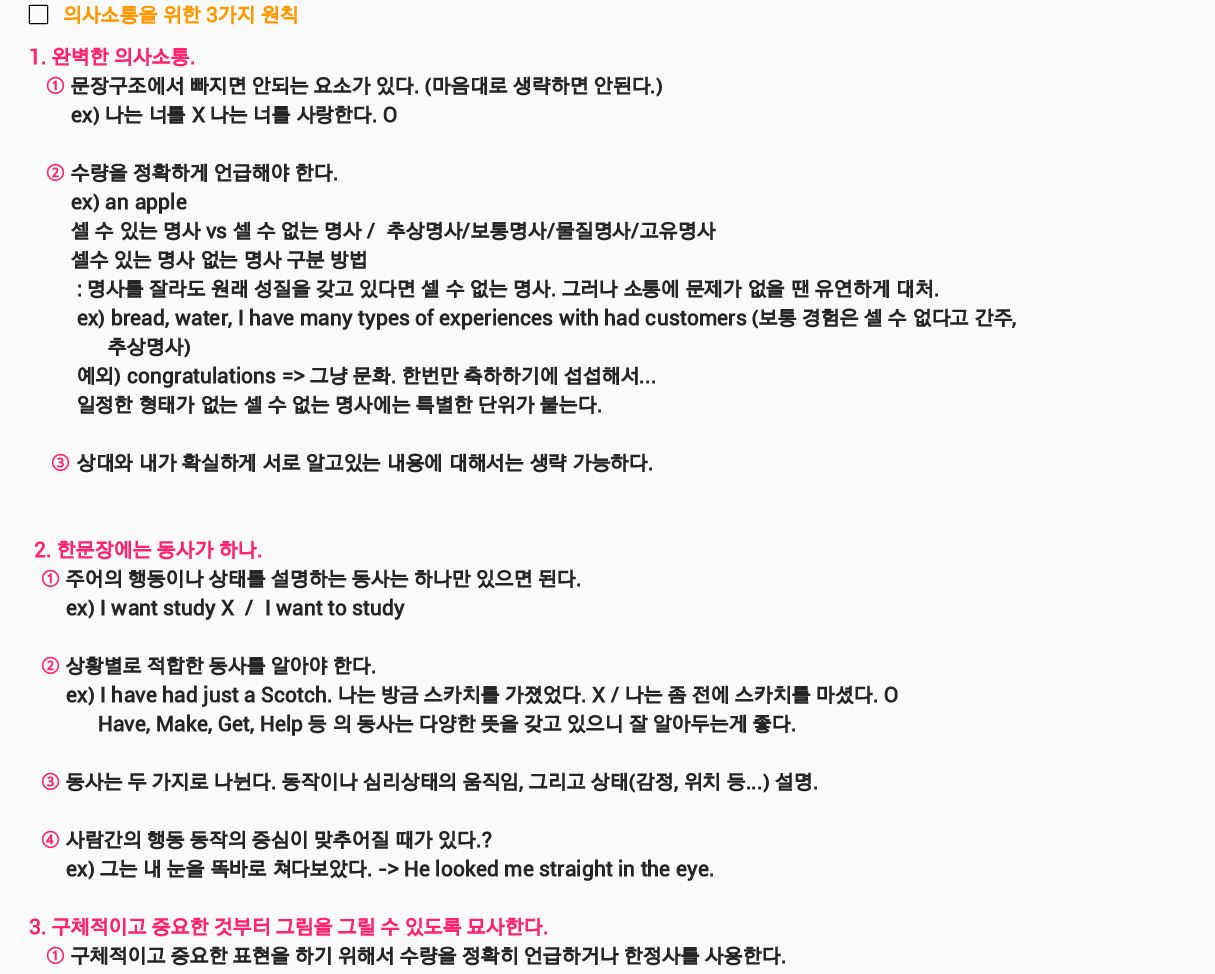 의사소통을 위한 3가지 원칙
1. 완벽한 의사소통.
① 문장구조에서 빠지면 안되는 요소가 있다. (마음대로 생략하면 안된다.)
ex) 나는 너를 X 나는 너를 사랑한다. O
② 수량을 정확하게 언급해야 한다.
ex) an apple
셀 수 있는 명사 vs 셀 수 없는 명사 / 추상명사/보통명사/물질명사/고유명사
셀수 있는 명사 없는 명사 구분 방법
: 명사를 잘라도 원래 성질을 갖고 있다면 셀 수 없는 명사. 그러나 소통에 문제가 없을 땐 유연하게 대처.
ex) bread, water, I have many types of experiences with had customers (보통 경험은 셀 수 없다고 간주,
추상명사)
예외) congratulations => 그냥 문화. 한번만 축하하기에 섭섭해서...
일정한 형태가 없는 셀 수 없는 명사에는 특별한 단위가 붙는다.
③ 상대와 내가 확실하게 서로 알고있는 내용에 대해서는 생략 가능하다.
2. 한문장에는 동사가 하나.
① 주어의 행동이나 상태를 설명하는 동사는 하나만 있으면 된다.
ex) I want study X / I want to study
② 상황별로 적합한 동사를 알아야 한다.
ex) I have had just a Scotch. 나는 방금 스카치를 가졌었다. X / 나는 좀 전에 스카치를 마셨다. O
Have, Make, Get, Help 등 의 동사는 다양한 뜻을 갖고 있으니 잘 알아두는게 좋다.
③ 동사는 두 가지로 나뉜다. 동작이나 심리상태의 움직임, 그리고 상태(감정, 위치 등...) 설명.
④ 사람간의 행동 동작의 중심이 맞추어질 때가 있다.?
ex) 그는 내 눈을 똑바로 쳐다보았다. -> He looked me straight in the eye.
3. 구체적이고 중요한 것부터 그림을 그릴 수 있도록 묘사한다.
① 구체적이고 중요한 표현을 하기 위해서 수량을 정확히 언급하거나 한정사를 사용한다.